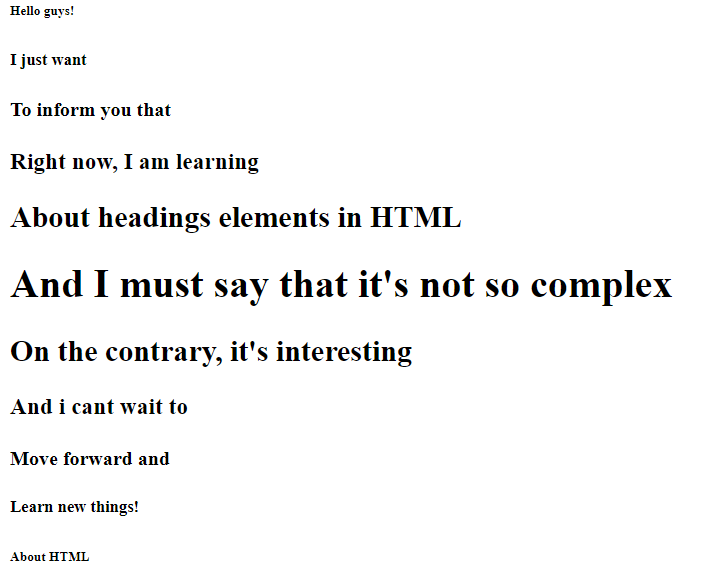 Hello guys!
I just want
To inform you that
Right now, I am learning
About headings elements in HTML
And I must say that it's not so complex
On the contrary, it's interesting
And i cant wait to
Move forward and
Learn new things!
About HTML